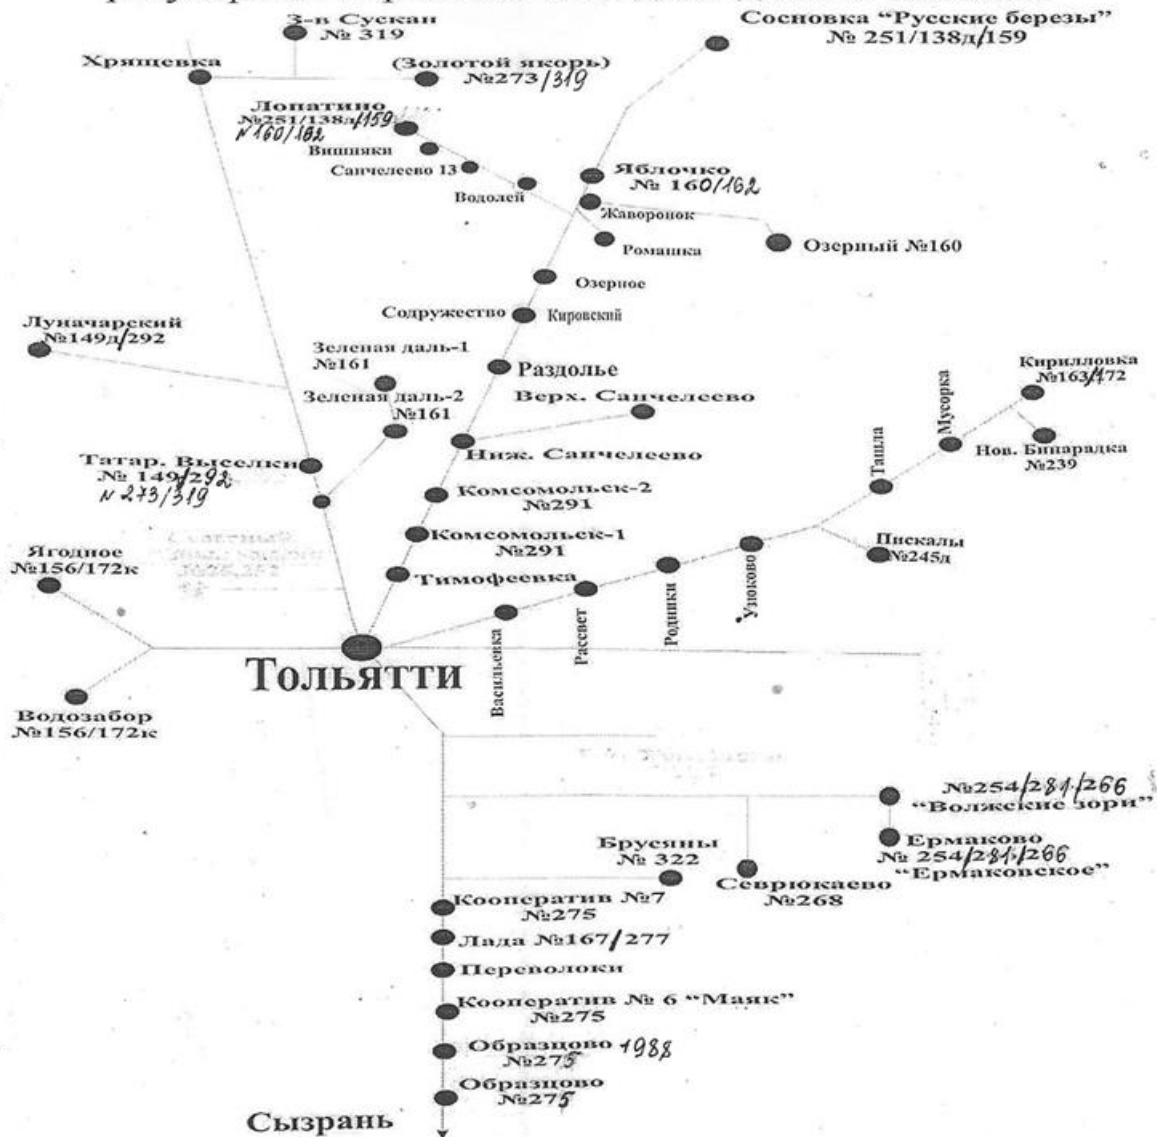 З-в Сускан
№ 319
Сосновка “Русские березы”
№ 251/138д/159
Хрящевка
(Золотой якорь)
№273/319
Лопатино
№251/138д/159
N 160/162
Вишняки
Санчелеево 13
Водолей
Яблочко
№ 160/162
Жаворонок
Ромашка
Озерный №160
Озерное
Содружество
Кировский
Луначарский
№149д/292
Зеленая даль-1
№161
Раздолье
Зеленая даль-2
№161
Верх. Санчелеево
Кирилловка
№163/172
Мусорка
Нов. Бинарадка
№239
Ташла
Ниж. Санчелеево
Татар. Выселки
№ 149/292
N 273/319
Комсомольск-2
№291
Комсомольск-1
№291
Пискалы
№245д
Ягодное
№156/172к
Тимофеевка
Васильевка
Рассвет
Родники
Узюково
Тольятти
Водозабор
№156/172к
№254/281/266
“Волжские зори”
Ермаково
№ 254/281/266
“Ермаковское”
Брусяны
№ 322
Севрюкаево
№268
Кооператив №7
№275
Лада №167/277
Переволоки
Кооператив № 6 “Маяк”
№275
Образцово 1988
№275
Образцово
№275
Сызрань